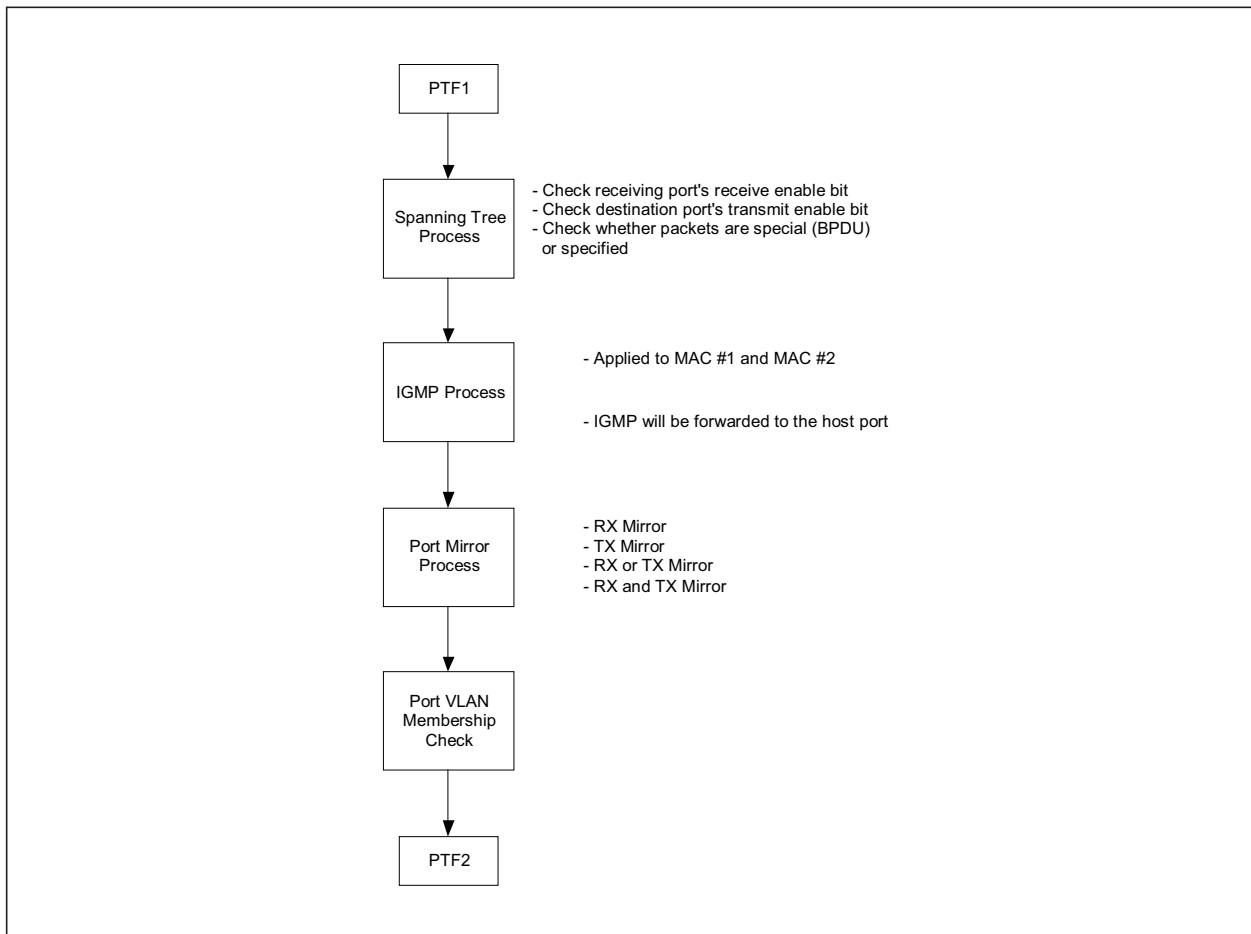 PTF1
Spanning Tree
Process
- Check receiving port's receive enable bit
- Check destination port's transmit enable bit
- Check whether packets are special (BPDU)
or specified
IGMP Process
- Applied to MAC #1 and MAC #2
- IGMP will be forwarded to the host port
Port Mirror
Process
- RX Mirror
- TX Mirror
- RX or TX Mirror
- RX and TX Mirror
Port VLAN
Membership
Check
PTF2